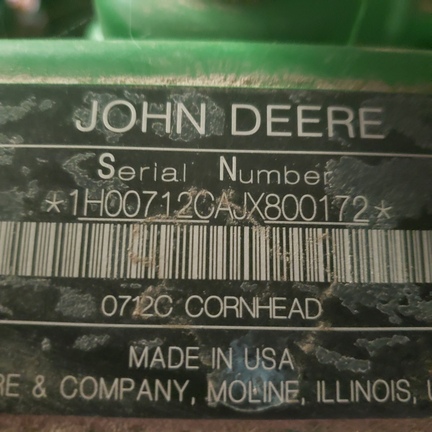 JOHN DEERE
Serial Number
*1H00712CAJX800172*
0712C CORNHEAD
MADE IN USA
RE & COMPANY, MOLINE, ILLINOIS, U